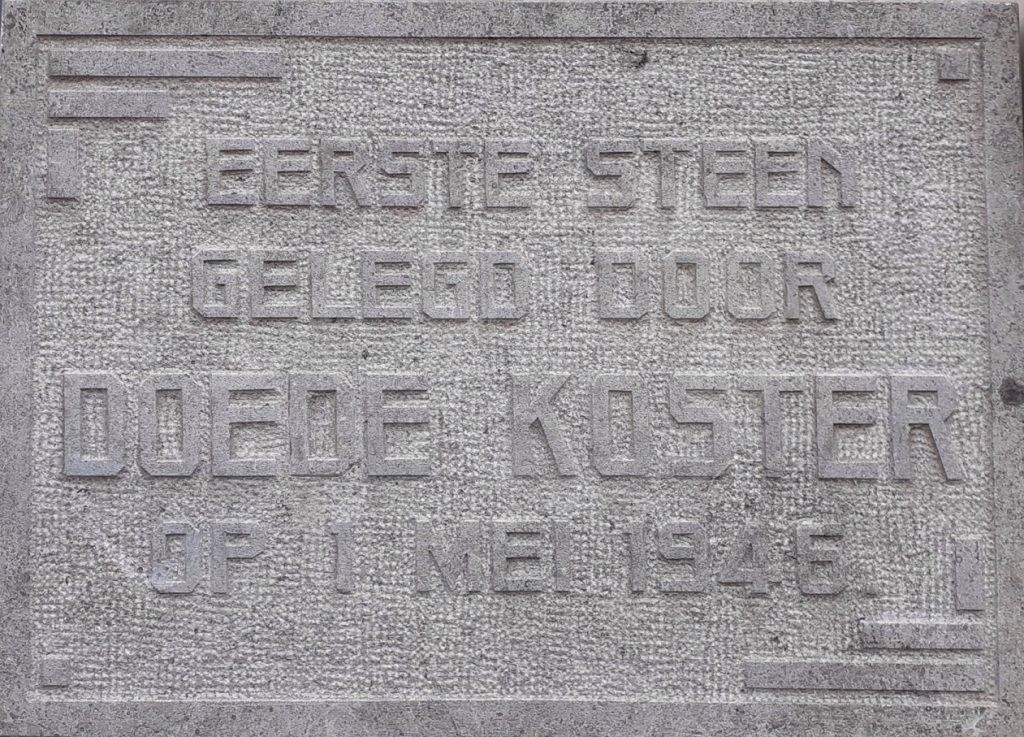 EERSTE STEEN
GELEGD DOOR
DOEDE KOSTER
OP 1 MEI 1946.